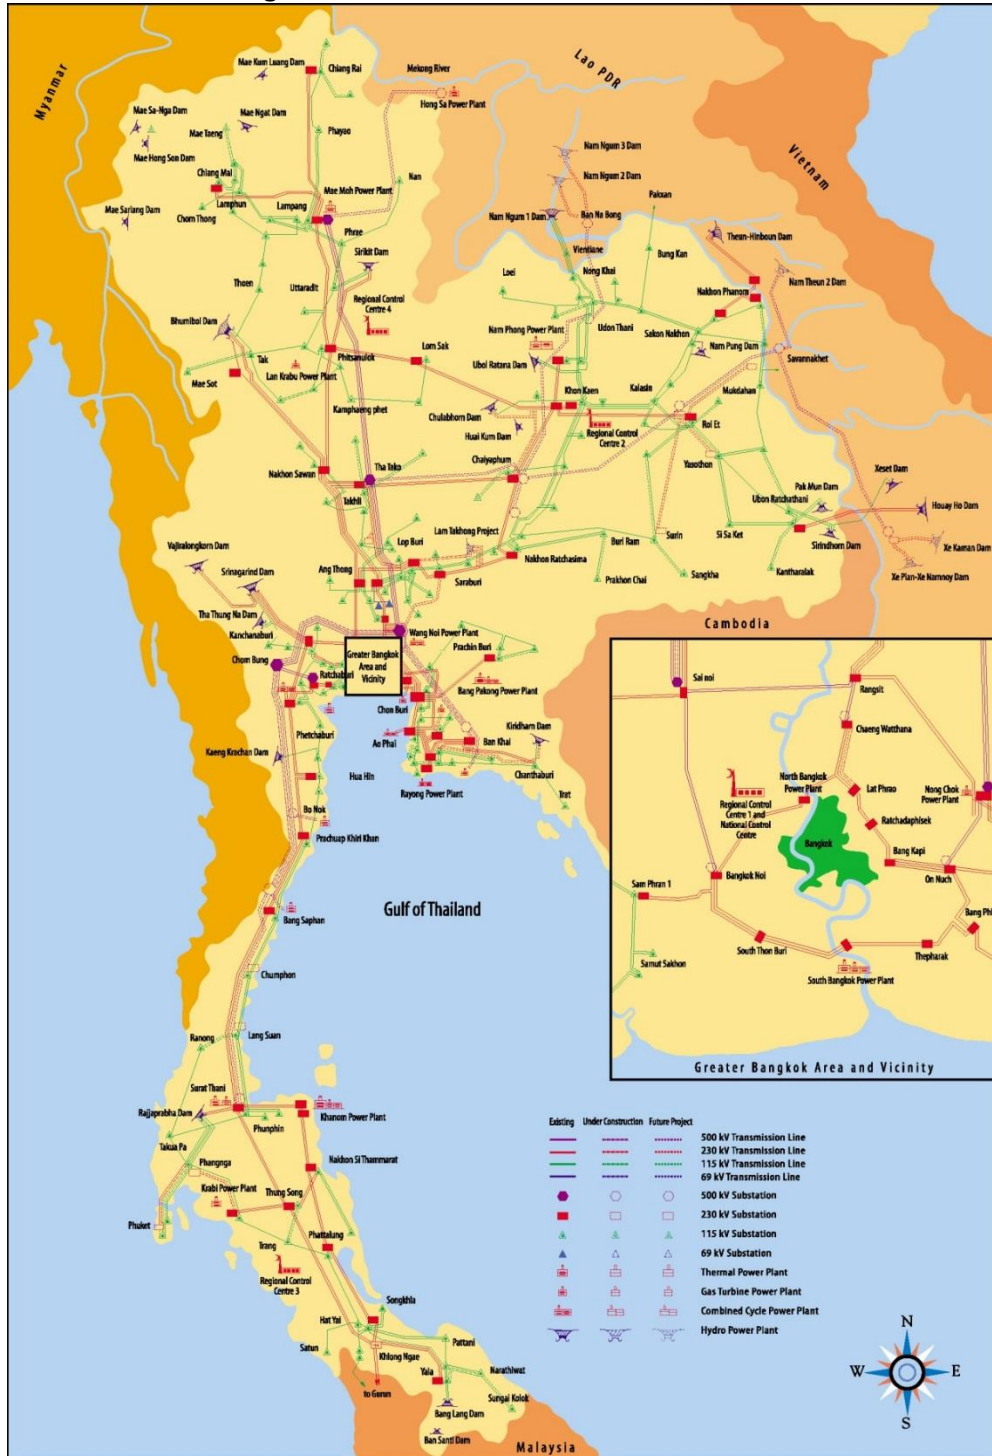 Mae Kum Luang Dam
Chiang Rai
Mekong River
Lao PDR
Myanmar
Vietnam
Hong Sa Power Plant
Mae Sa-Nga Dam
Mae Ngat Dam
Mae Taeng
Mae Hong Son Dam
Phayao
Nan
Chiang Mai
Mae Moh Power Plant
Lamphun
Lampang
Mae Sariang Dam
Chom Thong
Phrae
Sirikit Dam
Nam Ngum 3 Dam
Nam Ngum 2 Dam
Nam Ngum 1 Dam
Ban Na Bong
Pakxan
Vientiane
Theun-Hinboun Dam
Bung Kan
Nong Khai
Loei
Nam Theun 2 Dam
Nakhon Phanom
Thoen
Uttaradit
Regional Control
Centre 4
Bhumibol Dam
Nam Phong Power Plant
Udon Thani
Sakon Nakhon
Nam Pung Dam
Savannakhet
Tak
Phitsanulok
Lom Sak
Lan Krabu Power Plant
Ubol Ratana Dam
Mae Sot
Kamphaeng phet
Khon Kaen
Kalasin
Mukdahan
Chulabhorn Dam
Huai Kum Dam
Regional Control
Centre 2
Roi Et
Chaiyaphum
Yasothon
Nakhon Sawan
Tha Tako
Takhli
Pak Mun Dam
Ubon Ratchathani
Xeset Dam
Houay Ho Dam
Vajiralongkorn Dam
Lop Buri
Lam Takhong Project
Buri Ram
Surin
Si Sa Ket
Sirindhorn Dam
Xe Kaman Dam
Xe Pian-Xe Namnoy Dam
Srinagarind Dam
Ang Thong
Saraburi
Nakhon Ratchasima
Prakhon Chai
Sangkha
Kantharalak
Tha Thung Na Dam
Kanchanaburi
Wang Noi Power Plant
Cambodia
Chom Bung
Ratchaburi
Greater Bangkok
Area and
Vicinity
Prachin Buri
Bang Pakong Power Plant
Chon Buri
Phetchaburi
Kaeng Krachan Dam
Ao Phai
Ban Khai
Kiridharn Dam
Hua Hin
Chanthaburi
Rayong Power Plant
Trat
Bo Nok
Prachuap Khiri Khan
Bang Saphan
Gulf of Thailand
Chumphon
Ranong
Lang Suan
Surat Thani
Rajjaprabha Dam
Khanom Power Plant
Phunphin
Takua Pa
Phangnga
Nakhon Si Thammarat
Krabi Power Plant
Thung Song
Phuket
Phattalung
Trang
Regional Control
Centre 3
Songkhla
Hat Yai
Satun
Khlong Ngae
Pattani
Yala
Narathiwat
to Gurun
Sungai Kolok
Bang Lang Dam
Ban Santi Dam
Malaysia
Sai noi
Rangsit
Chaeng Watthana
North Bangkok
Power Plant
Lat Phrao
Nong Chok
Power Plant
Regional Control
Centre 1 and
National Control
Centre
Ratchadaphisek
Bangkok
Bang Kapi
Bangkok Noi
On Nuch
Sam Phran 1
Bang Phl
South Thon Buri
Thepharak
Samut Sakhon
South Bangkok Power Plant
Greater Bangkok Area and Vicinity
Existing Under Construction Future Project
500 kV Transmission Line
230 kV Transmission Line
115 kV Transmission Line
69 kV Transmission Line
500 kV Substation
230 kV Substation
115 kV Substation
69 kV Substation
Thermal Power Plant
Gas Turbine Power Plant
Combined Cycle Power Plant
Hydro Power Plant
N
W E
S